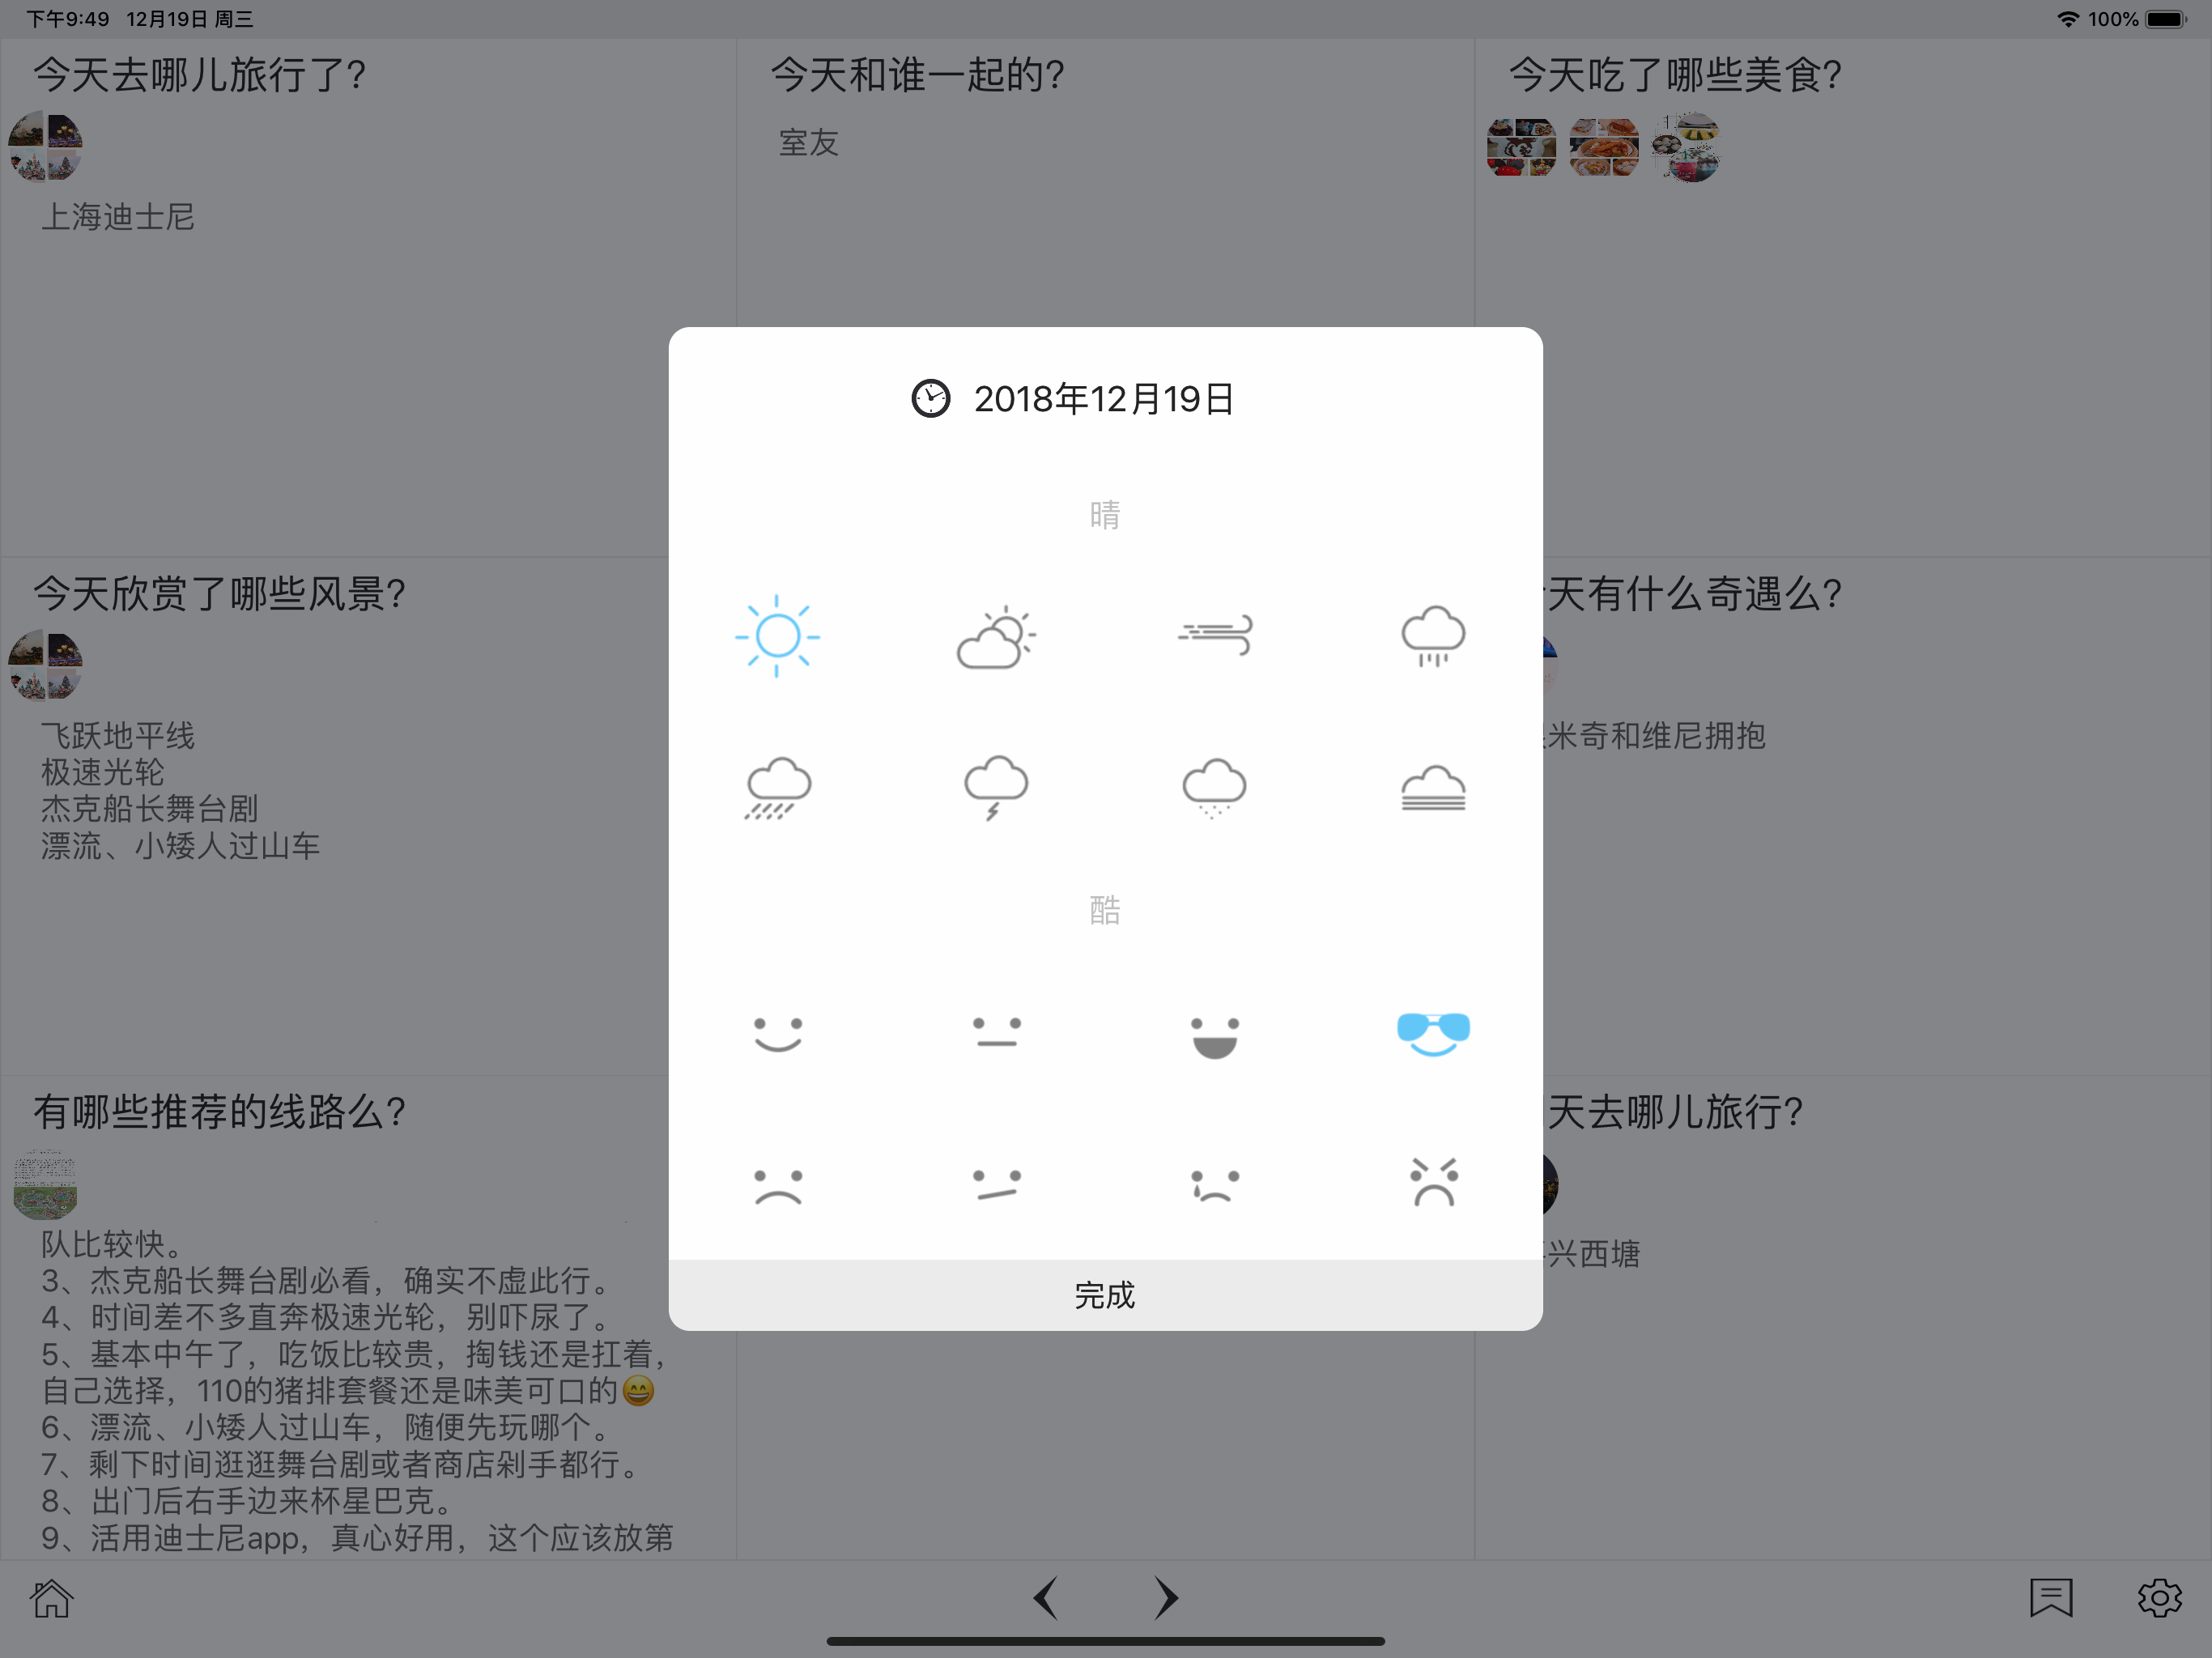 下午9:49 12月19日 周三
100%
今天去哪儿旅行了?
上海迪士尼
今天和谁一起的?
室友
今天吃了哪些美食?
2018年12月19日
晴
酷
完成
今天欣赏了哪些风景?
飞跃地平线
极速光轮
杰克船长舞台剧
漂流、小矮人过山车
天有什么奇遇么?
米奇和维尼拥抱
有哪些推荐的线路么?
队比较快。
3、杰克船长舞台剧必看，确实不虚此行。
4、时间差不多直奔极速光轮，别吓尿了。
5、基本中午了，吃饭比较贵，掏钱还是扛着，
自己选择，110的猪排套餐还是味美可口的😄
6、漂流、小矮人过山车，随便先玩哪个。
7、剩下时间逛逛舞台剧或者商店剁手都行。
8、出门后右手边来杯星巴克。
9、活用迪士尼app，真心好用，这个应该放第
天去哪儿旅行?
兴西塘